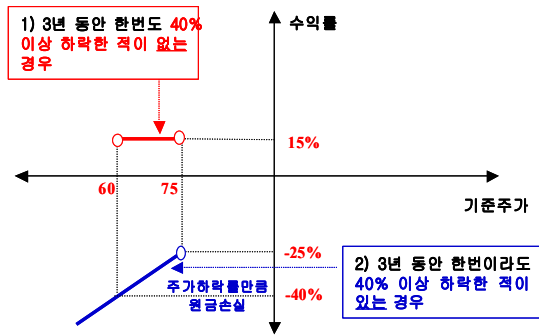 1) 3년 동안 한번도 40%
이상 하락한 적이 없는
경우
수익률
15%
60
75
기준주가
-25%
-40%
주가하락률만큼
원금손실
2) 3년 동안 한번이라도
40% 이상 하락한 적이
있는 경우